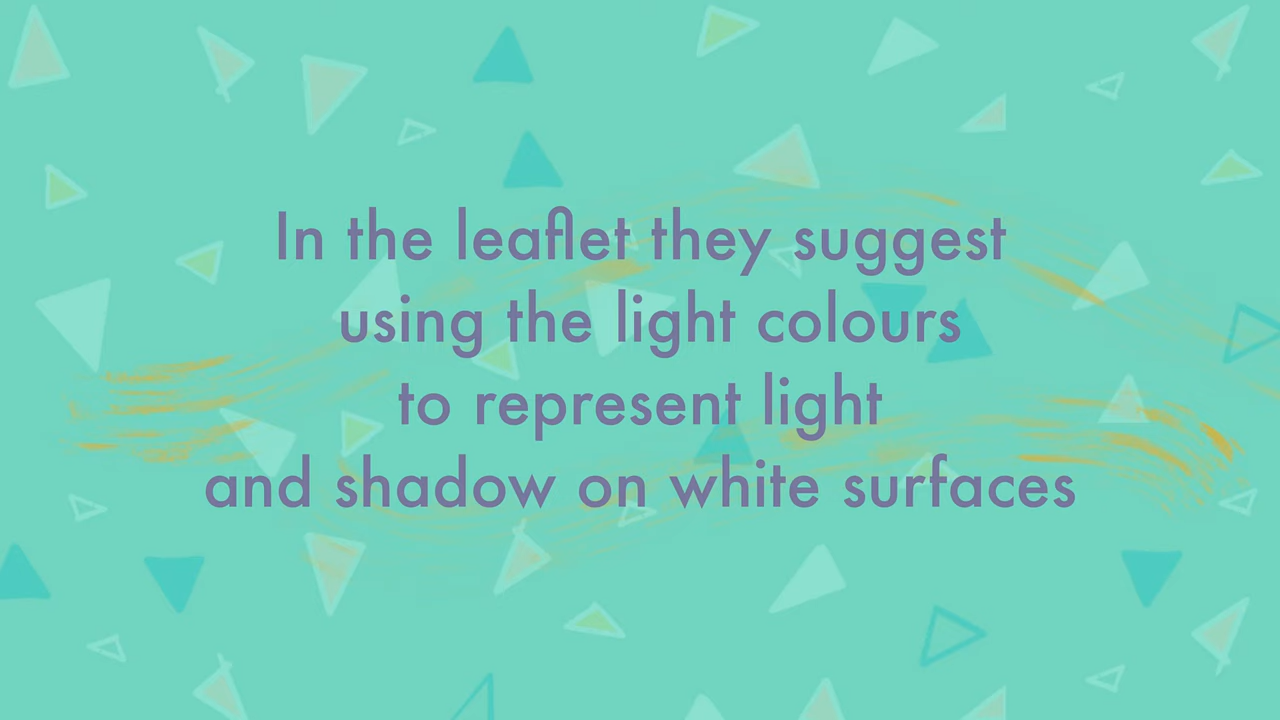 In the leaflet they suggest
using the light colours
to represent light
and shadow on white surfaces